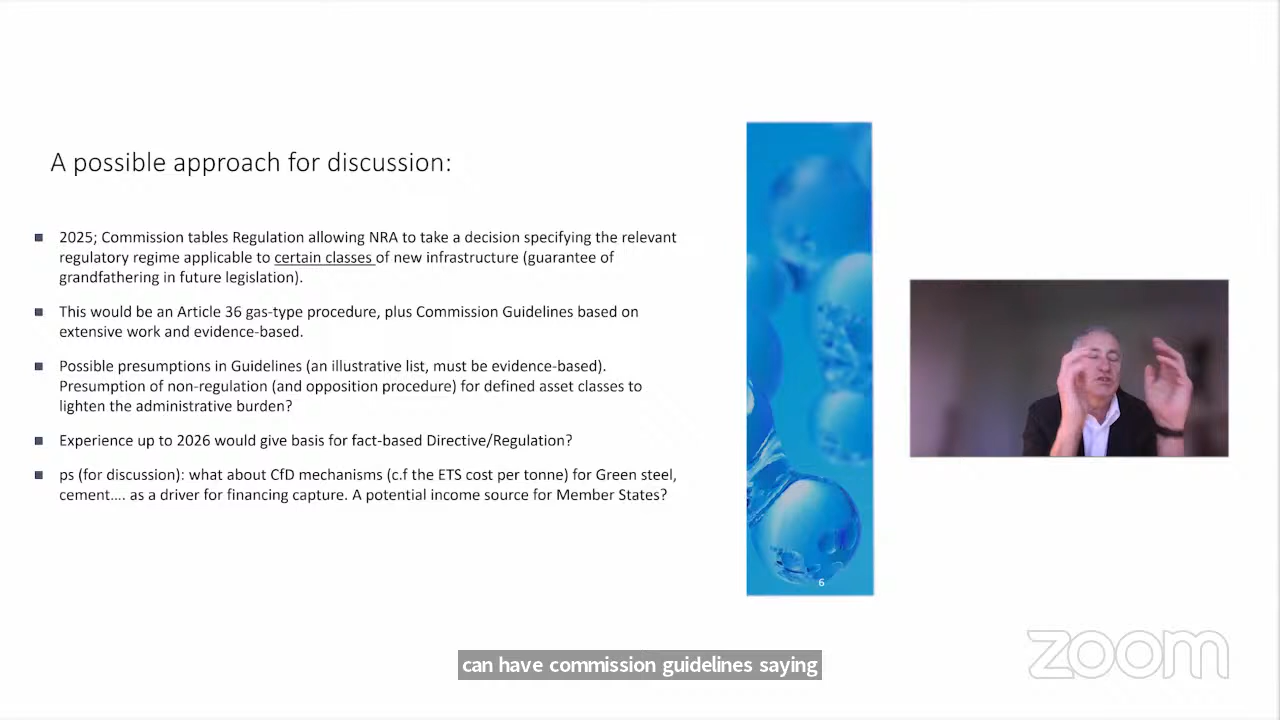 A possible approach for discussion:
2025; Commission tables Regulation allowing NRA to take a decision specifying the relevant
regulatory regime applicable to certain classes of new infrastructure (guarantee of
grandfathering in future legislation).
This would be an Article 36 gas-type procedure, plus Commission Guidelines based on
extensive work and evidence-based.
Possible presumptions in Guidelines (an illustrative list, must be evidence-based).
Presumption of non-regulation (and opposition procedure) for defined asset classes to
lighten the administrative burden?
Experience up to 2026 would give basis for fact-based Directive/Regulation?
ps (for discussion): what about CfD mechanisms (c.f the ETS cost per tonne) for Green steel,
cement…. as a driver for financing capture. A potential income source for Member States?
6
can have commission guidelines saying
zoom